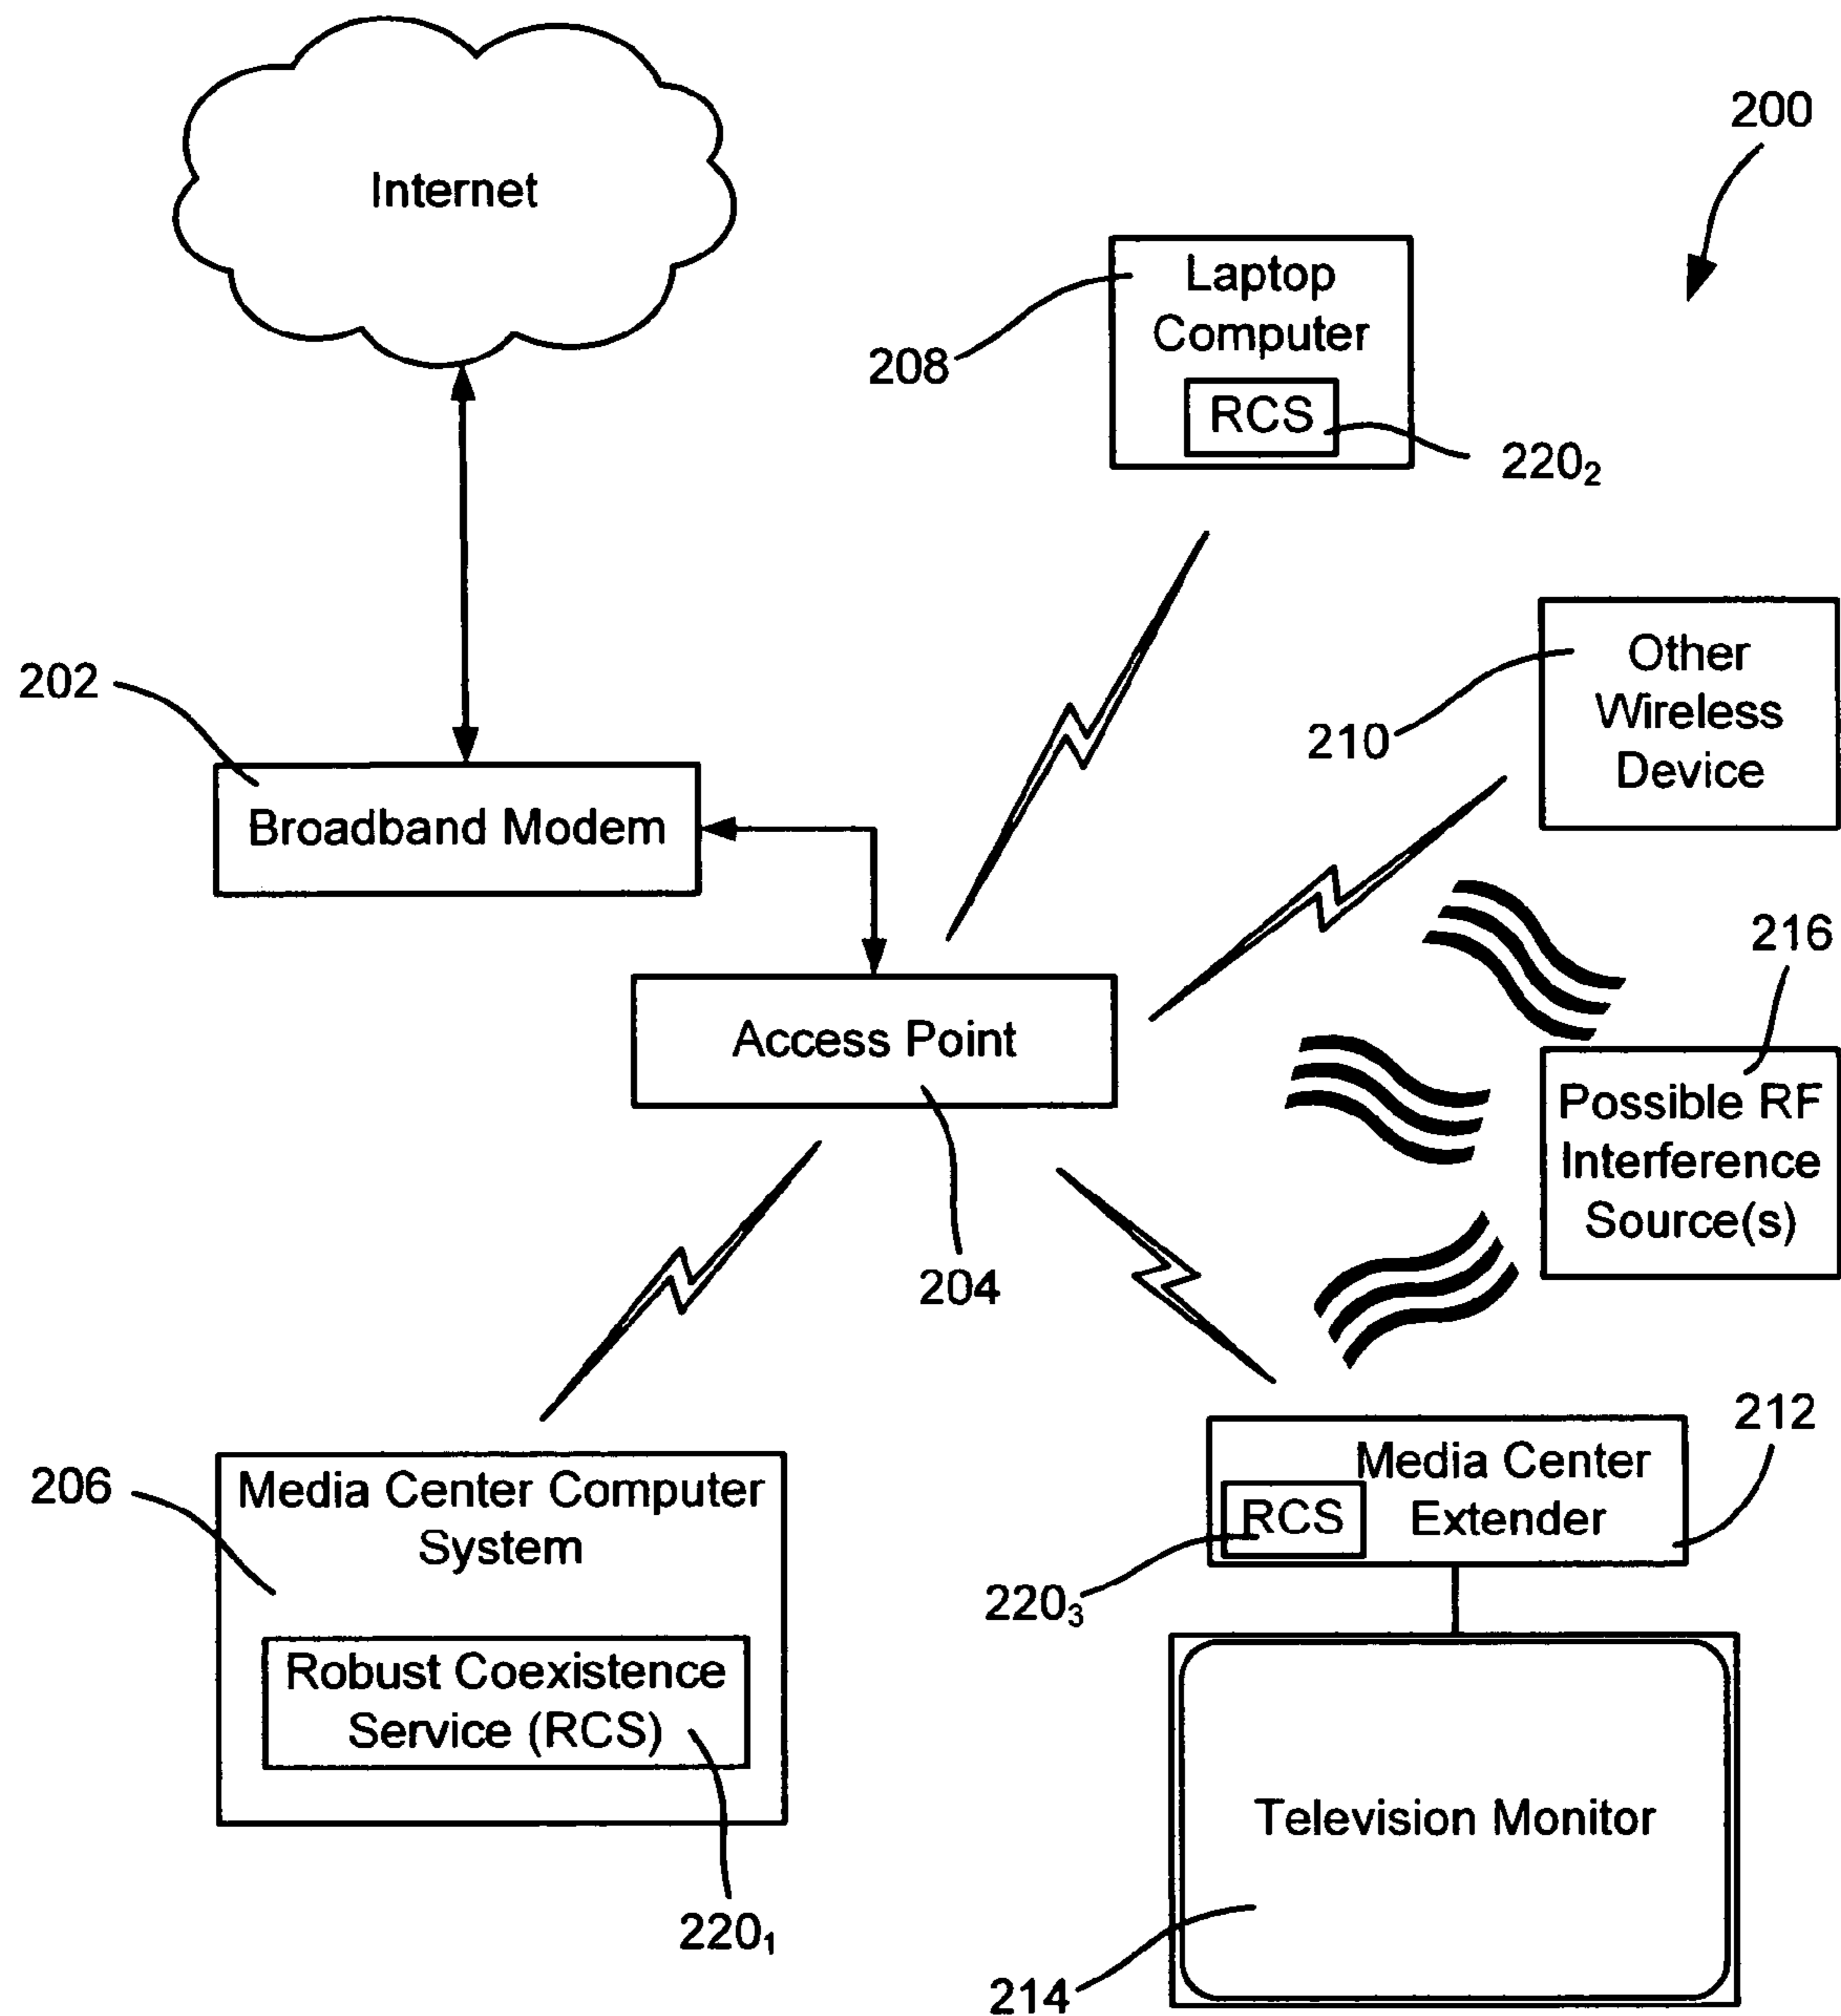 Internet
200
Laptop
Computer
RCS
208
220₂
202
Broadband Modem
Other
Wireless
Device
210
216
Access Point
204
Possible RF
Interference
Source(s)
206
Media Center Computer
System
Robust Coexistence
Service (RCS)
220₁
212
Media Center
Extender
RCS
220₃
Television Monitor
214